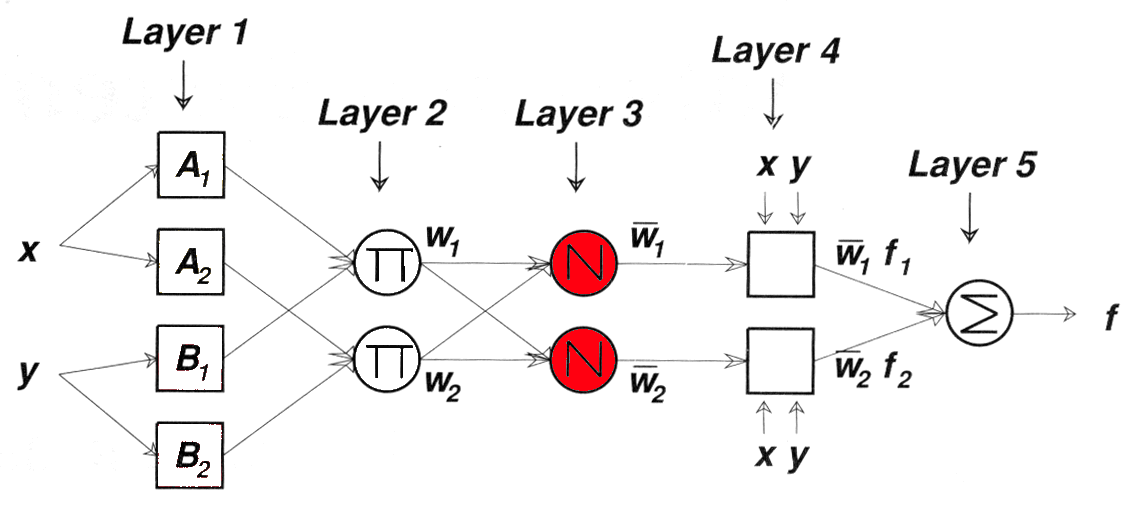 Layer 1
Layer 2
Layer 3
Layer 4
Layer 5
x
y
A1
A2
B1
B2
Π
Π
w1
w2
N
N
w̅1
w̅2
x y
x y
w̅1 f1
w̅2 f2
Σ
f